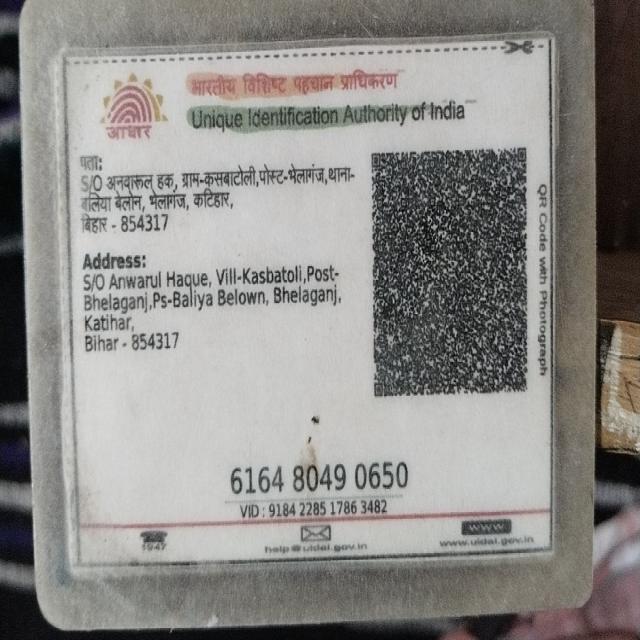 भारतीय विशिष्ट पहचान प्राधिकरण
Unique Identification Authority of India
आधार
पता:
S/O अनवारूल हक, ग्राम-कसबाटोली,पोस्ट-भेलागंज,थाना-
बलिया बेलोन, भेलागंज, कटिहार,
बिहार - 854317
Address:
S/O Anwarul Haque, Vill-Kasbatoli,Post-
Bhelaganj,Ps-Baliya Belown, Bhelaganj,
Katihar,
Bihar - 854317
QR Code with Photograph
6164 8049 0650
VID : 9184 2285 1786 3482
1947
help@uidai.gov.in
www
www.uidai.gov.in